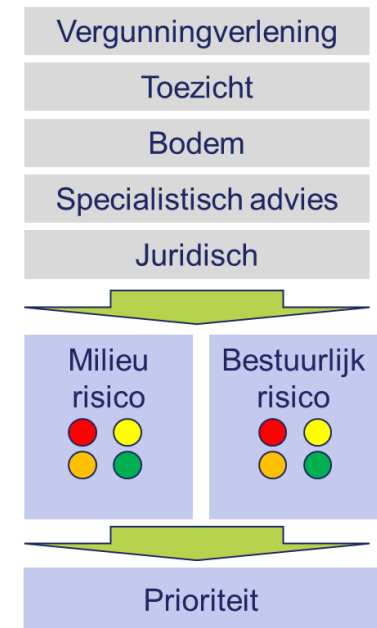 Vergunningverlening
Toezicht
Bodem
Specialistisch advies
Juridisch
Milieu
risico
Bestuurlijk
risico
Prioriteit